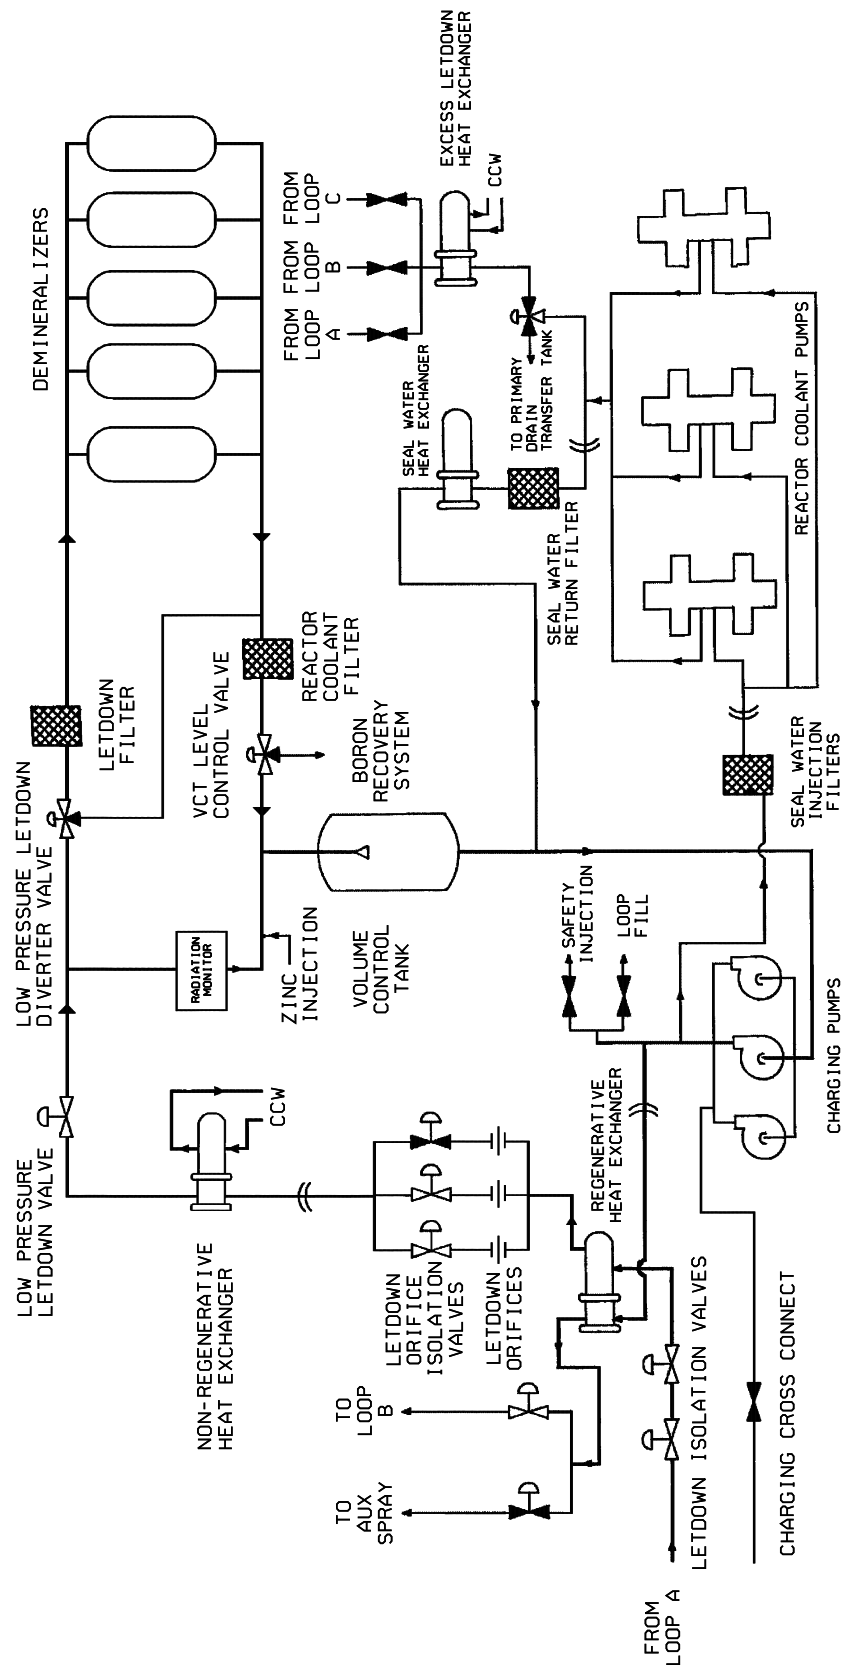 LOW PRESSURE
LETDOWN VALVE
LOW PRESSURE LETDOWN
DIVERTER VALVE
LETDOWN
FILTER
DEMINERALIZERS
NON-REGENERATIVE
HEAT EXCHANGER
CCW
RADIATION
MONITOR
ZINC
INJECTION
VCT LEVEL
CONTROL VALVE
REACTOR
COOLANT
FILTER
BORON
RECOVERY
SYSTEM
VOLUME
CONTROL
TANK
FROM
LOOP
A
FROM
LOOP
B
FROM
LOOP
C
EXCESS LETDOWN
HEAT EXCHANGER
CCW
SEAL WATER
HEAT EXCHANGER
TO PRIMARY
DRAIN
TRANSFER TANK
SEAL WATER
RETURN FILTER
TO
AUX
SPRAY
TO
LOOP
B
LETDOWN
ORIFICE
ISOLATION
VALVES
LETDOWN
ORIFICES
REGENERATIVE
HEAT EXCHANGER
SAFETY
INJECTION
LOOP
FILL
FROM
LOOP A
LETDOWN ISOLATION VALVES
CHARGING CROSS CONNECT
CHARGING PUMPS
SEAL WATER
INJECTION
FILTERS
REACTOR COOLANT PUMPS